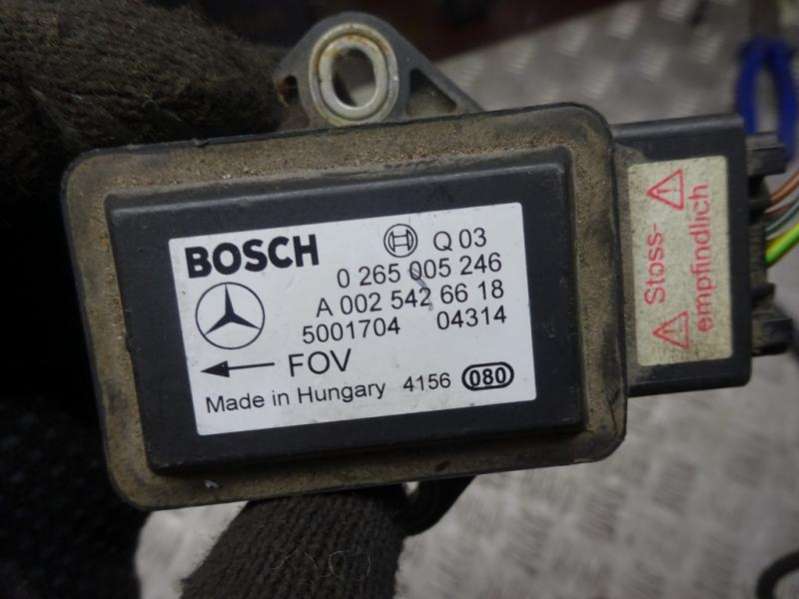 BOSCH
Q 03
0 265 005 246
A 002 542 66 18
5001704 04314
FOV
Made in Hungary 4156 080
Stoss-
empfindlich